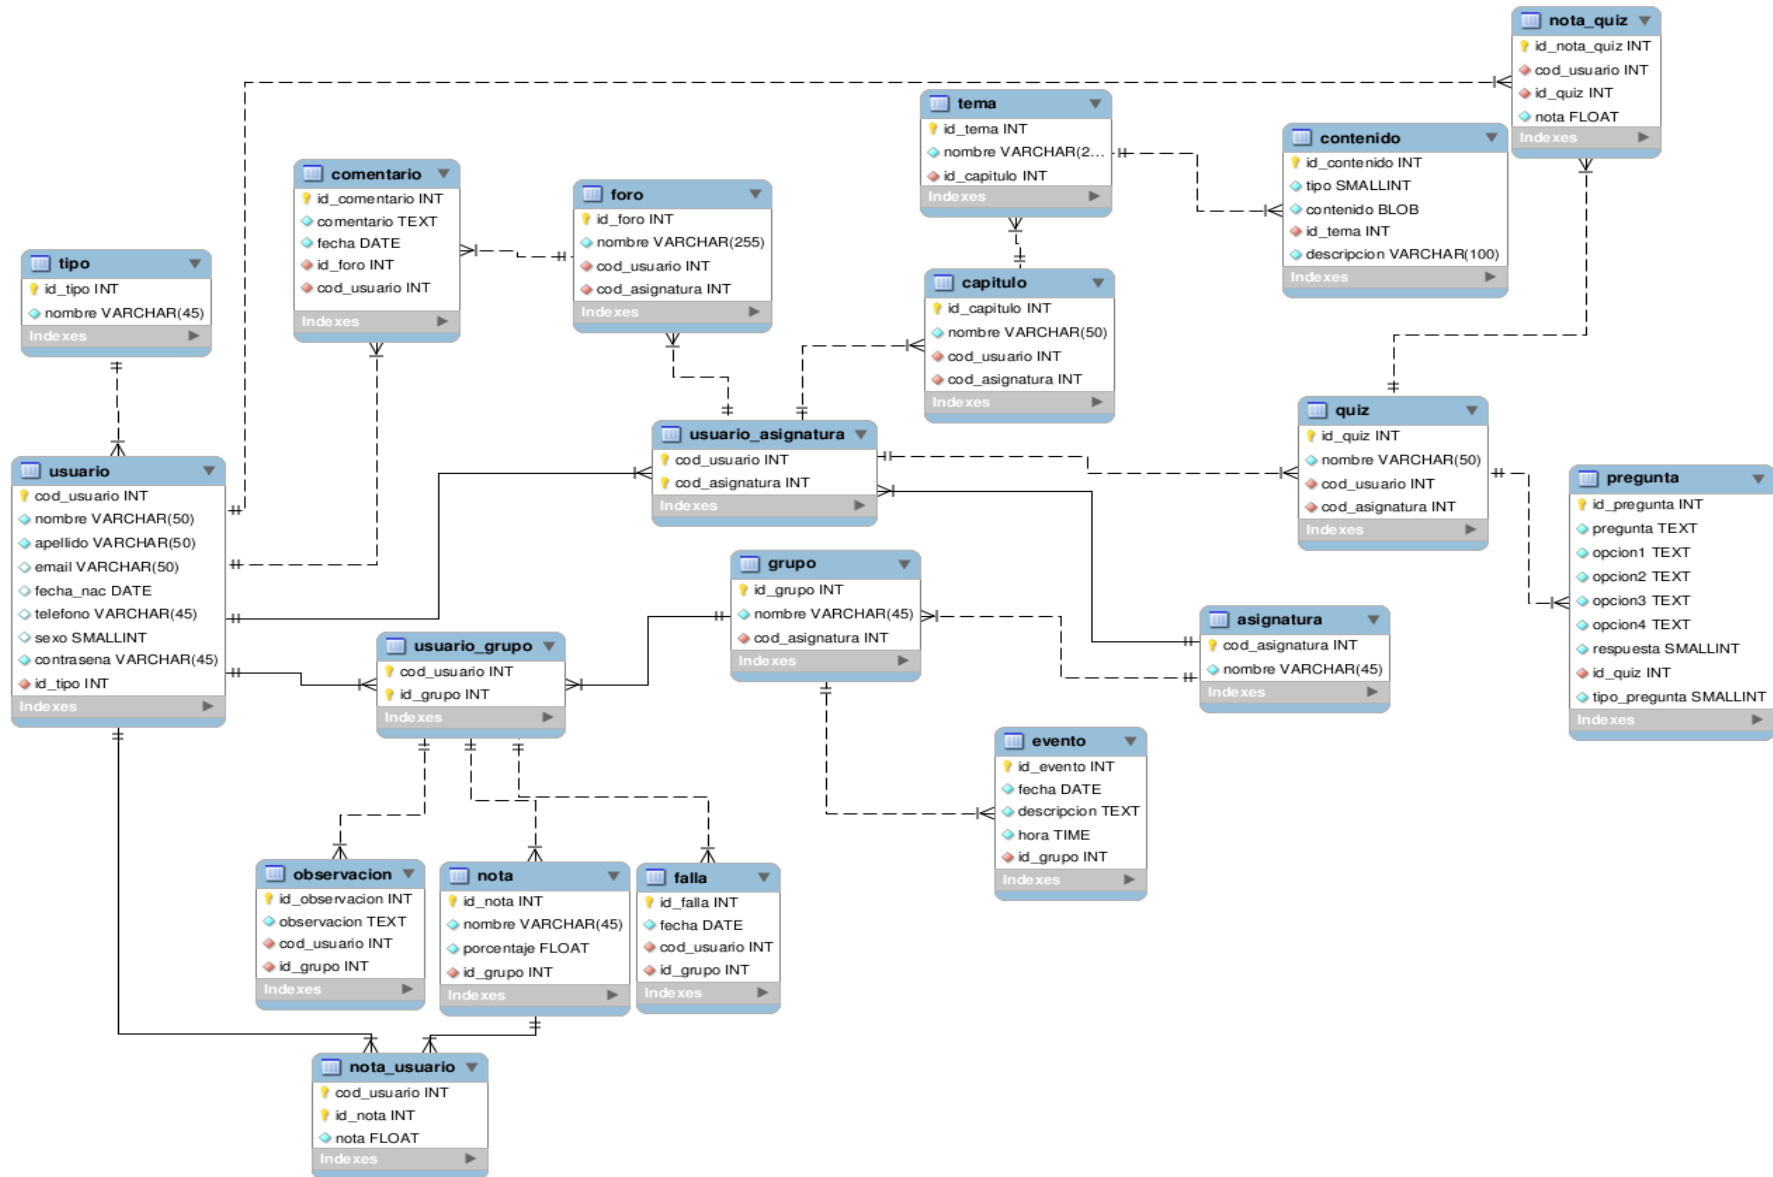 nota_quiz
id_nota_quiz INT
cod_usuario INT
id_quiz INT
nota FLOAT
Indexes
tema
id_tema INT
nombre VARCHAR(2...
id_capitulo INT
Indexes
contenido
id_contenido INT
tipo SMALLINT
contenido BLOB
id_tema INT
descripcion VARCHAR(100)
Indexes
comentario
id_comentario INT
comentario TEXT
fecha DATE
id_foro INT
cod_usuario INT
Indexes
foro
id_foro INT
nombre VARCHAR(255)
cod_usuario INT
cod_asignatura INT
Indexes
tipo
id_tipo INT
nombre VARCHAR(45)
Indexes
capitulo
id_capitulo INT
nombre VARCHAR(50)
cod_usuario INT
cod_asignatura INT
Indexes
quiz
id_quiz INT
nombre VARCHAR(50)
cod_usuario INT
cod_asignatura INT
Indexes
usuario_asignatura
cod_usuario INT
cod_asignatura INT
Indexes
usuario
cod_usuario INT
nombre VARCHAR(50)
apellido VARCHAR(50)
email VARCHAR(50)
fecha_nac DATE
telefono VARCHAR(45)
sexo SMALLINT
contrasena VARCHAR(45)
id_tipo INT
Indexes
pregunta
id_pregunta INT
pregunta TEXT
opcion1 TEXT
opcion2 TEXT
opcion3 TEXT
opcion4 TEXT
respuesta SMALLINT
id_quiz INT
tipo_pregunta SMALLINT
Indexes
grupo
id_grupo INT
nombre VARCHAR(45)
cod_asignatura INT
Indexes
asignatura
cod_asignatura INT
nombre VARCHAR(45)
Indexes
usuario_grupo
cod_usuario INT
id_grupo INT
Indexes
evento
id_evento INT
fecha DATE
descripcion TEXT
hora TIME
id_grupo INT
Indexes
observacion
id_observacion INT
observacion TEXT
cod_usuario INT
id_grupo INT
Indexes
nota
id_nota INT
nombre VARCHAR(45)
porcentaje FLOAT
id_grupo INT
Indexes
falla
id_falla INT
fecha DATE
cod_usuario INT
id_grupo INT
Indexes
nota_usuario
cod_usuario INT
id_nota INT
nota FLOAT
Indexes